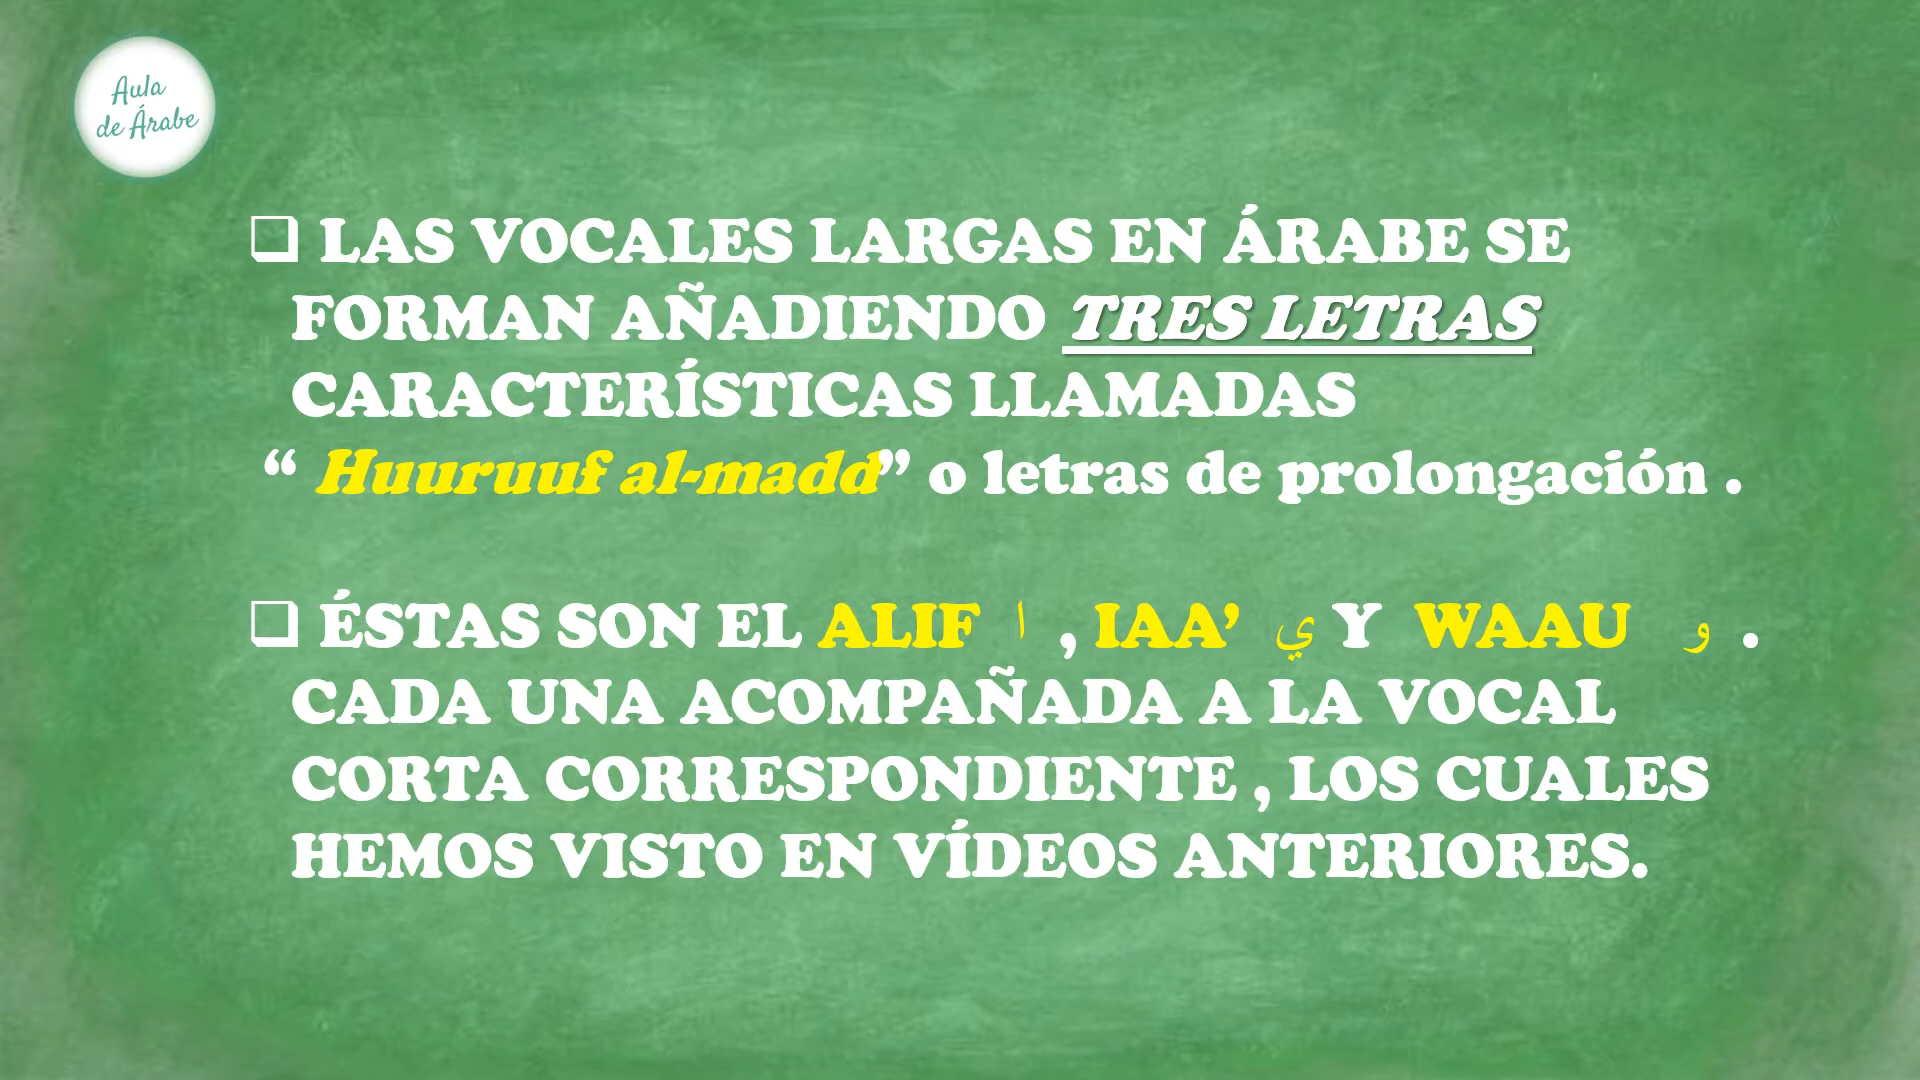 Aula
de Árabe
❑ LAS VOCALES LARGAS EN ÁRABE SE
FORMAN AÑADIENDO TRES LETRAS
CARACTERÍSTICAS LLAMADAS
“ Huuruuf al-madd” o letras de prolongación .
❑ ÉSTAS SON EL ALIF ا , IAA’ ي Y WAAU و .
CADA UNA ACOMPAÑADA A LA VOCAL
CORTA CORRESPONDIENTE , LOS CUALES
HEMOS VISTO EN VÍDEOS ANTERIORES.